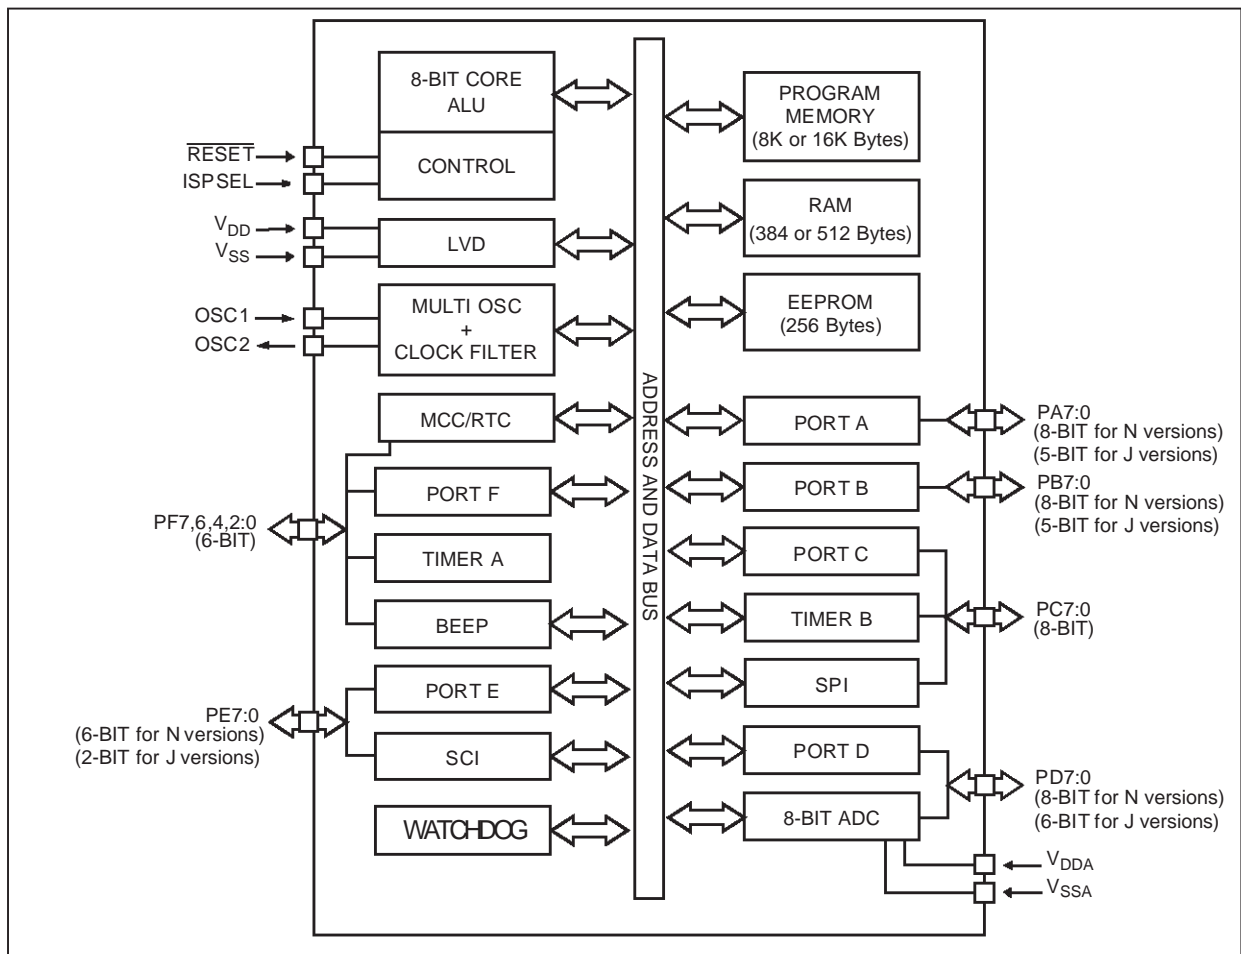 8-BIT CORE
ALU
CONTROL
RESET
ISPSEL
VDD
VSS
LVD
OSC1
OSC2
MULTI OSC
+
CLOCK FILTER
MCC/RTC
PORT F
PF7,6,4,2:0
(6-BIT)
TIMER A
BEEP
PORT E
PE7:0
(6-BIT for N versions)
(2-BIT for J versions)
SCI
WATCHDOG
ADDRESS AND DATA BUS
PROGRAM
MEMORY
(8K or 16K Bytes)
RAM
(384 or 512 Bytes)
EEPROM
(256 Bytes)
PORT A
PA7:0
(8-BIT for N versions)
(5-BIT for J versions)
PORT B
PB7:0
(8-BIT for N versions)
(5-BIT for J versions)
PORT C
TIMER B
PC7:0
(8-BIT)
SPI
PORT D
PD7:0
(8-BIT for N versions)
(6-BIT for J versions)
8-BIT ADC
VDDA
VSSA